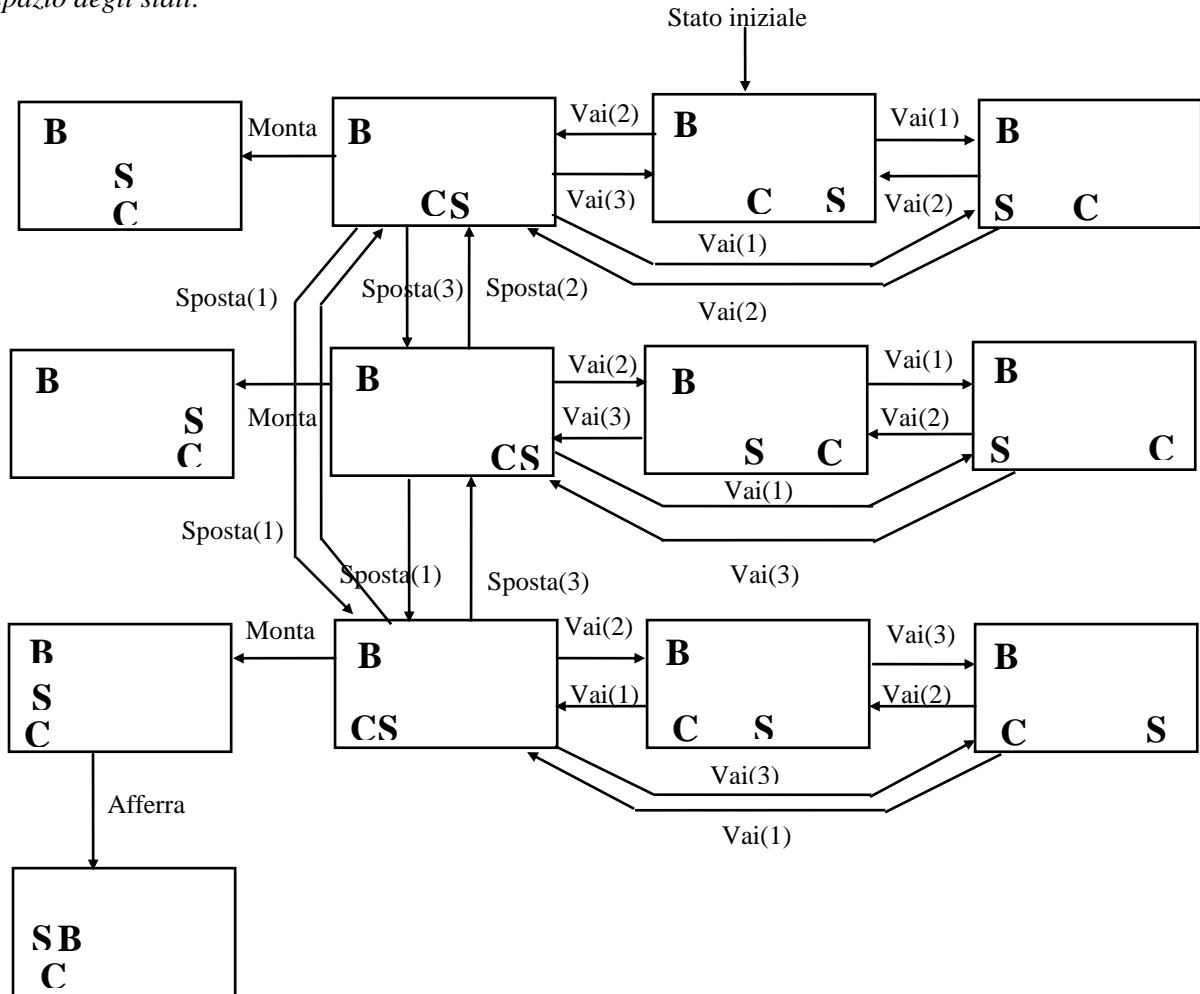 spazio degli stati.
Stato iniziale
B
S
C
Monta
B
CS
Vai(2)
Vai(3)
B
C S
Vai(1)
Vai(2)
B
S C
Vai(1)
Vai(2)
Sposta(1)
Sposta(3)
Sposta(2)
B
S
C
Monta
B
CS
Vai(2)
Vai(3)
B
S C
Vai(1)
Vai(2)
B
S C
Vai(1)
Vai(3)
Sposta(1)
Sposta(1)
Sposta(3)
B
S
C
Monta
B
CS
Vai(2)
Vai(1)
B
C S
Vai(3)
Vai(2)
B
C S
Vai(3)
Vai(1)
Afferra
SB
C